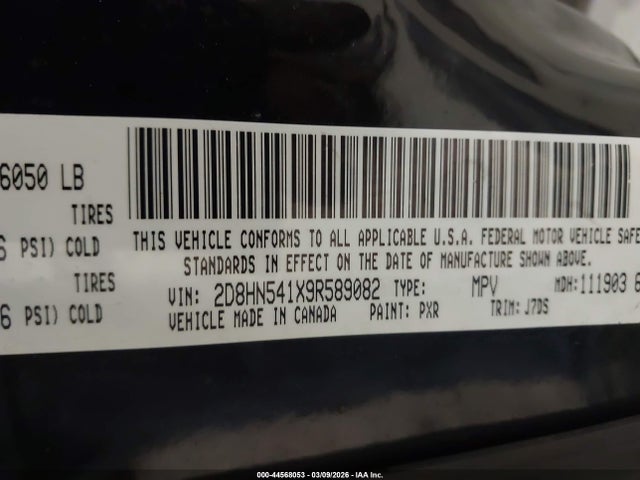 6050 LB
TIRES
PSI) COLD
TIRES
6 PSI) COLD
THIS VEHICLE CONFORMS TO ALL APPLICABLE U.S.A. FEDERAL MOTOR VEHICLE SAFE
STANDARDS IN EFFECT ON THE DATE OF MANUFACTURE SHOWN ABOVE.
VIN: 2D8HN541X9R589082 TYPE: MPV MDH: 111903 6
VEHICLE MADE IN CANADA PAINT: PXR TRIM: J7DS
000-44568053 - 03/09/2026 - IAA Inc.